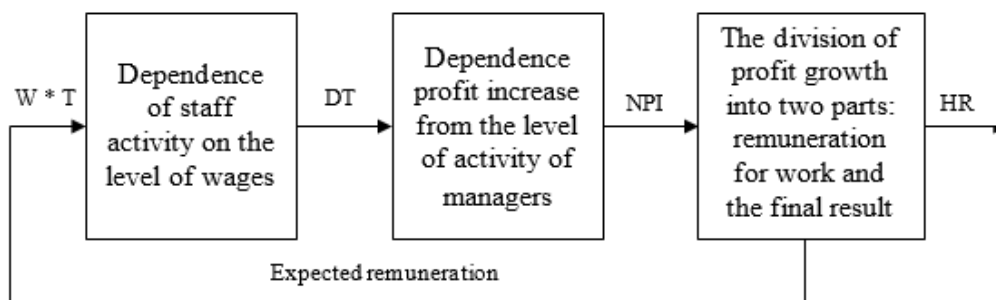 W * T
Dependence
of staff
activity on the
level of wages
DT
Dependence
profit increase
from the level
of activity of
managers
NPI
The division of
profit growth
into two parts:
remuneration
for work and
the final result
HR
Expected remuneration